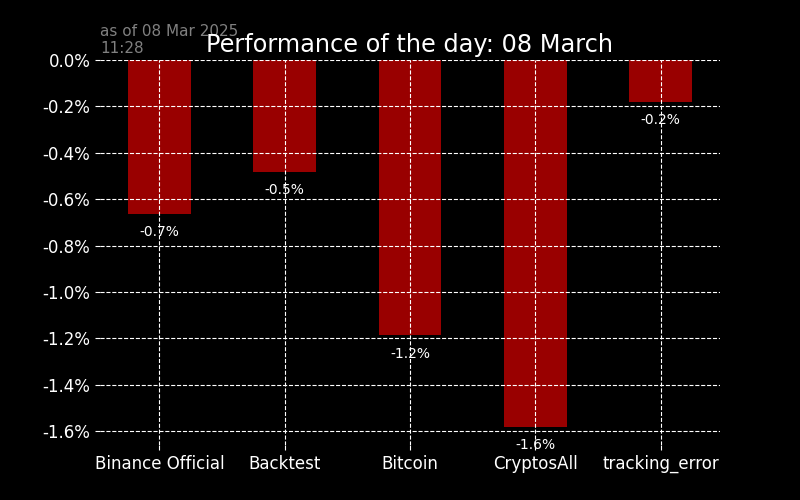 as of 08 Mar 2025
11:28
Performance of the day: 08 March
0.0%
-0.2%
-0.4%
-0.6%
-0.8%
-1.0%
-1.2%
-1.4%
-1.6%
-0.7%
-0.5%
-1.2%
-1.6%
-0.2%
Binance Official
Backtest
Bitcoin
CryptosAll
tracking_error